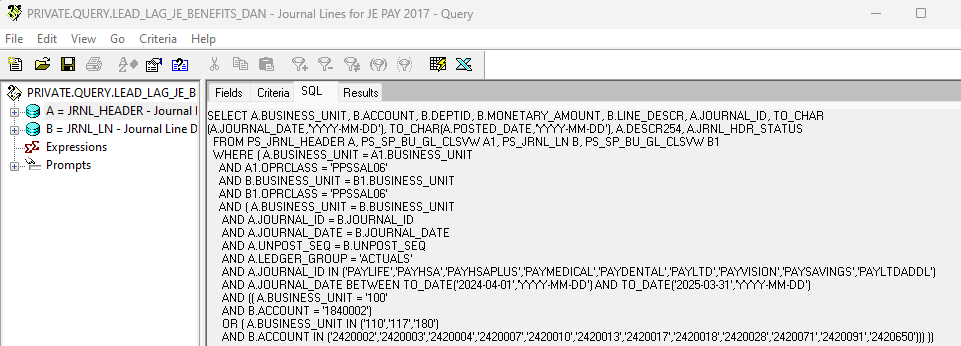 PRIVATE.QUERY.LEAD_LAG_JE_BENEFITS_DAN - Journal Lines for JE PAY 2017 - Query
File Edit View Go Criteria Help
PRIVATE.QUERY.LEAD_LAG_JE_B
A = JRNL_HEADER - Journal I
B = JRNL_LN - Journal Line D
Expressions
Prompts
Fields Criteria SQL Results
SELECT A.BUSINESS_UNIT, B.ACCOUNT, B.DEPTID, B.MONETARY_AMOUNT, B.LINE_DESCR, A.JOURNAL_ID, TO_CHAR
(A.JOURNAL_DATE,'YYYY-MM-DD'), TO_CHAR(A.POSTED_DATE,'YYYY-MM-DD'), A.DESCR254, A.JRNL_HDR_STATUS
FROM PS_JRNL_HEADER A, PS_SP_BU_GL_CLSVW A1, PS_JRNL_LN B, PS_SP_BU_GL_CLSVW B1
WHERE ( A.BUSINESS_UNIT = A1.BUSINESS_UNIT
AND A1.OPRCLASS = 'PPSSAL06'
AND B.BUSINESS_UNIT = B1.BUSINESS_UNIT
AND B1.OPRCLASS = 'PPSSAL06'
AND ( A.BUSINESS_UNIT = B.BUSINESS_UNIT
AND A.JOURNAL_ID = B.JOURNAL_ID
AND A.JOURNAL_DATE = B.JOURNAL_DATE
AND A.UNPOST_SEQ = B.UNPOST_SEQ
AND A.LEDGER_GROUP = 'ACTUALS'
AND A.JOURNAL_ID IN ('PAYLIFE','PAYHSA','PAYHSAPLUS','PAYMEDICAL','PAYDENTAL','PAYLTD','PAYVISION','PAYSAVINGS','PAYLTDADDL')
AND A.JOURNAL_DATE BETWEEN TO_DATE('2024-04-01','YYYY-MM-DD') AND TO_DATE('2025-03-31','YYYY-MM-DD')
AND (( A.BUSINESS_UNIT = '100'
AND B.ACCOUNT = '1840002')
OR ( A.BUSINESS_UNIT IN ('110','117','180')
AND B.ACCOUNT IN ('2420002','2420003','2420004','2420007','2420010','2420013','2420017','2420018','2420028','2420071','2420091','2420650'))) ))